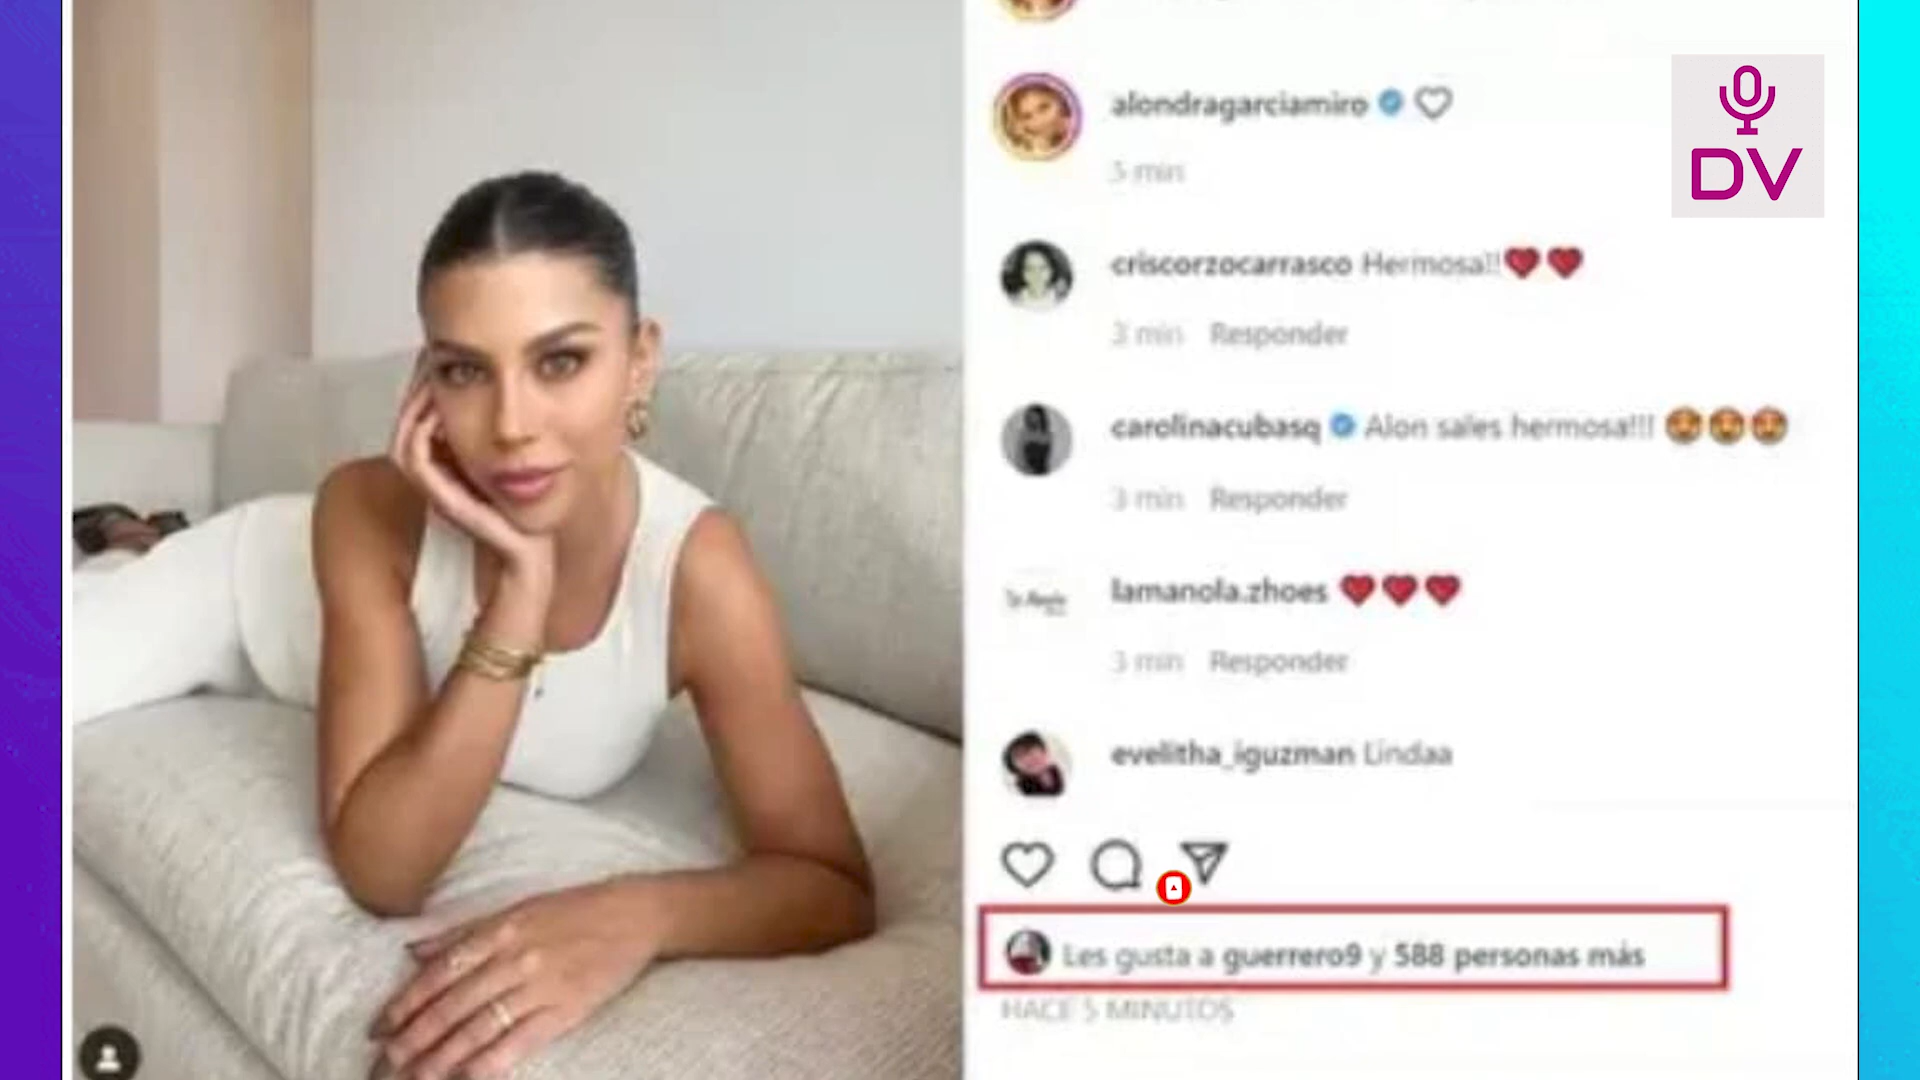 alondragarciamiro
5 min
DV
criscorzocarrasco Hermosa!!
3 min Responder
carolinacubasq Alon sales hermosa!!!
3 min Responder
lamanola.zhoes
3 min Responder
evelitha_iguzman Lindaa
Les gusta a guerrero9 y 588 personas más
HACE 5 MINUTOS